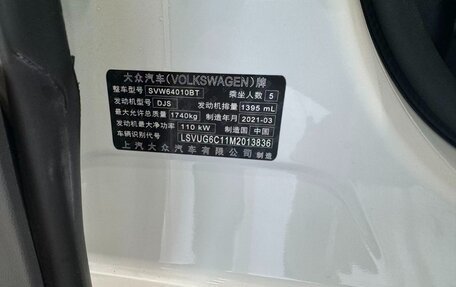 大众汽车(VOLKSWAGEN)牌
整车型号 SVW64010BT 乘坐人数 5
发动机型号 DJS 发动机排量 1395 mL
最大允许总质量 1740kg 制造年月 2021-03
发动机最大净功率 110 kW 制造国 中国
车辆识别代号 LSVUG6C11M2013836
上汽大众汽车有限公司 制造